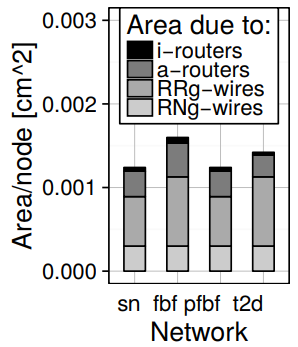 Area due to:
i-routers
a-routers
RRg-wires
RNg-wires
Area/node [cm^2]
0.003
0.002
0.001
0.000
sn fbf pfbf t2d
Network